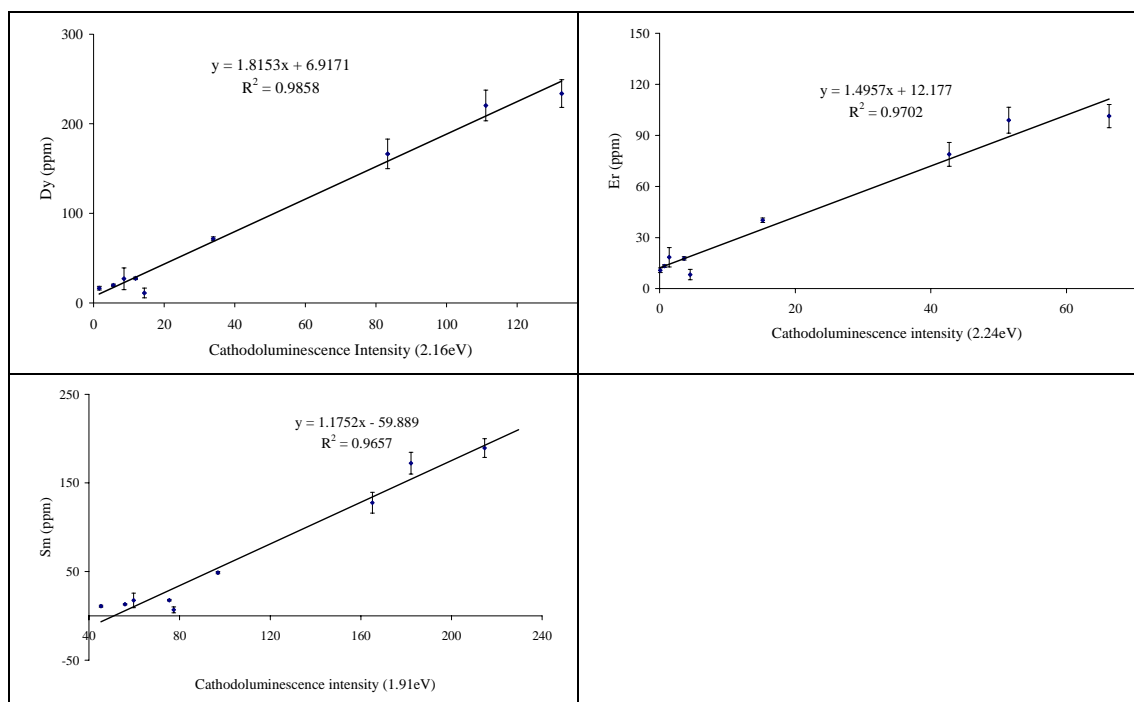 300
200
100
0
0 20 40 60 80 100 120
Dy (ppm)
Cathodoluminescence Intensity (2.16eV)
y = 1.8153x + 6.9171
R² = 0.9858
150
120
90
60
30
0
0 20 40 60
Er (ppm)
Cathodoluminescence intensity (2.24eV)
y = 1.4957x + 12.177
R² = 0.9702
250
150
50
-50
40 80 120 160 200 240
Sm (ppm)
Cathodoluminescence intensity (1.91eV)
y = 1.1752x - 59.889
R² = 0.9657